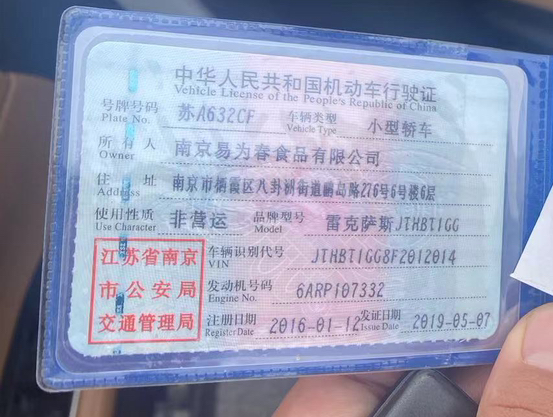 中华人民共和国机动车行驶证
Vehicle License of the People's Republic of China
号牌号码 苏A632CF 车辆类型 小型轿车
Plate No. Vehicle Type
所有人 南京易为春食品有限公司
Owner
住址 南京市栖霞区八卦洲街道鹂岛路276号6号楼6层
Address
使用性质 非营运 品牌型号 雷克萨斯JTHBT1GG
Use Character Model
江苏省南京
市公安局
交通管理局
车辆识别代号 JTHBT1GG8F2012014
VIN
发动机号码 6ARP107332
Engine No.
注册日期 2016-01-12 发证日期 2019-05-07
Register Date Issue Date